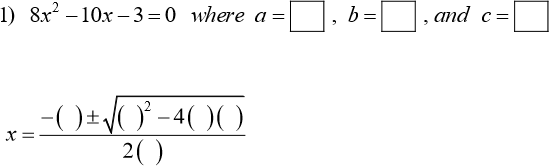 1) 8x² − 10x − 3 = 0 where a = □ , b = □ , and c = □
x = (−( ) ± √(( )² − 4( )( ))) / 2( )